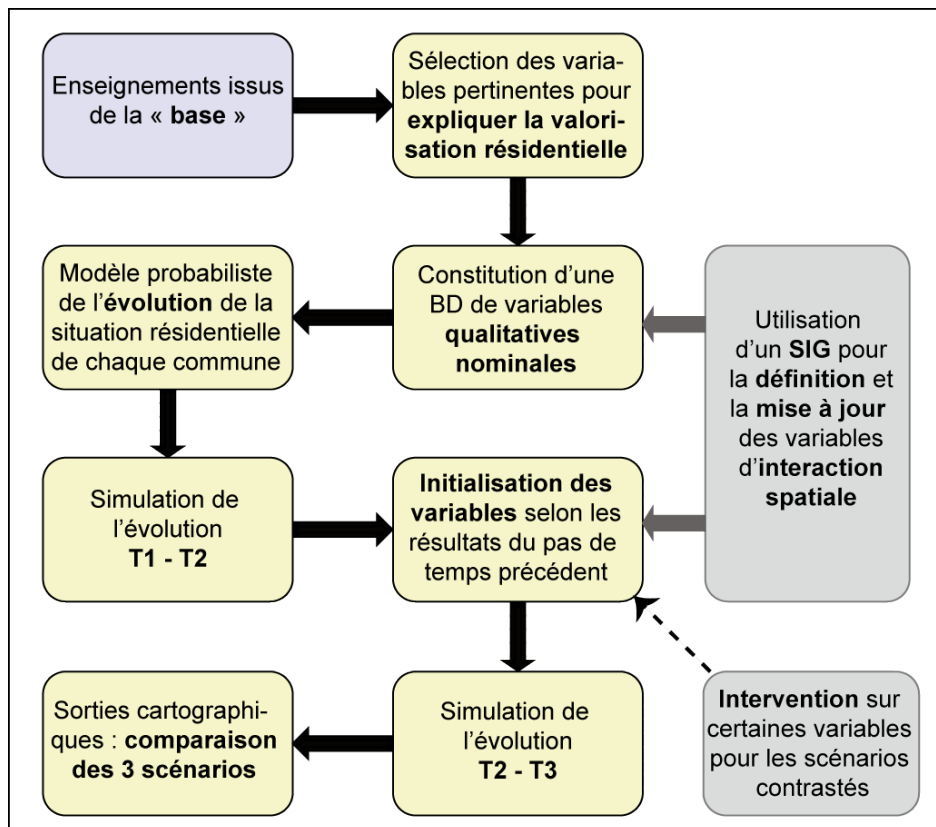 Enseignements issus
de la « base »
Sélection des varia-
bles pertinentes pour
expliquer la valori-
sation résidentielle
Modèle probabiliste
de l'évolution de la
situation résidentielle
de chaque commune
Constitution d'une
BD de variables
qualitatives
nominales
Utilisation
d'un SIG pour
la définition et
la mise à jour
des variables
d'interaction
spatiale
Simulation de
l'évolution
T1 - T2
Initialisation des
variables selon les
résultats du pas de
temps précédent
Sorties cartographi-
ques : comparaison
des 3 scénarios
Simulation de
l'évolution
T2 - T3
Intervention sur
certaines variables
pour les scénarios
contrastés